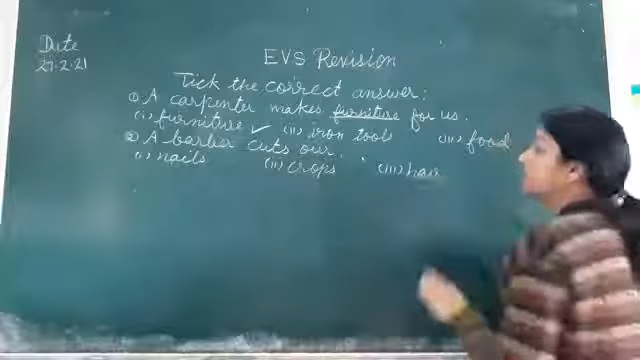 Date
27.2.21
EVS Revision
Tick the correct answer:
① A carpenter makes furniture for us.
(i) furniture ✓ (ii) iron tools (iii) food
② A barber cuts our.
(i) nails (ii) crops (iii) hair